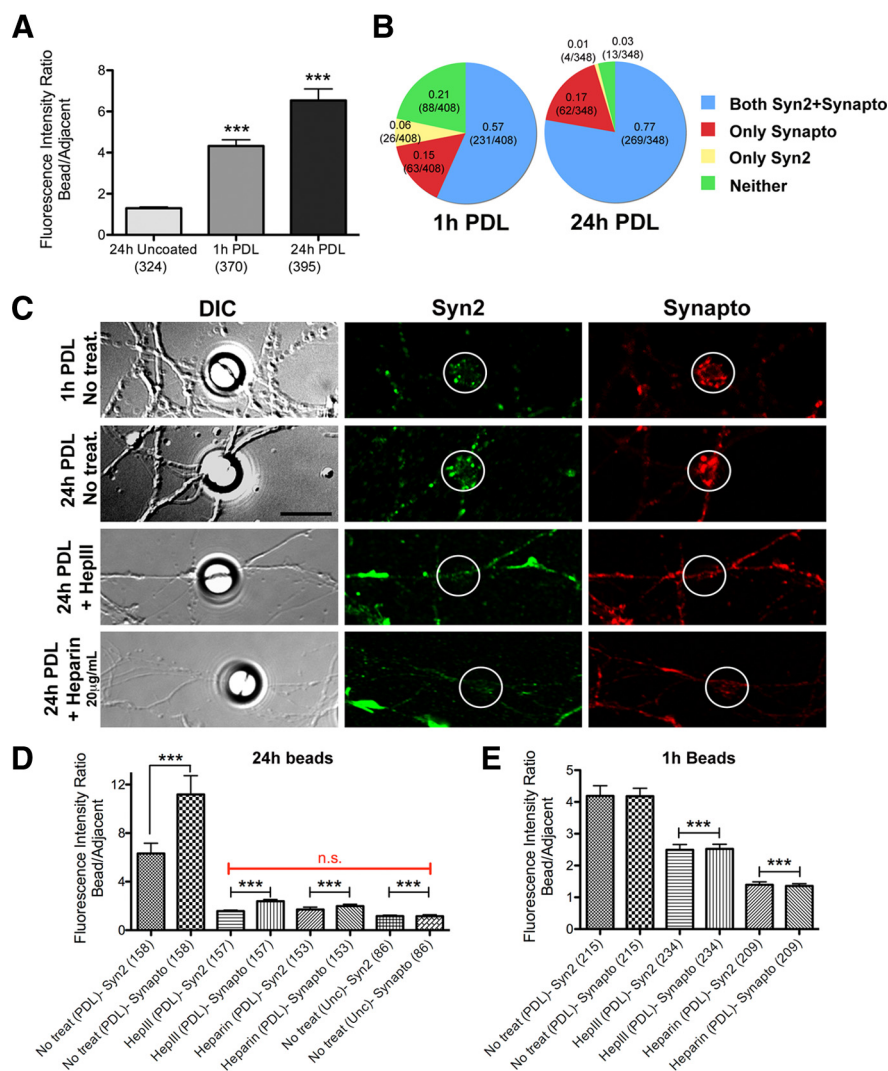 A
Fluorescence Intensity Ratio
Bead/Adjacent
8
6
4
2
0
***
***
24h Uncoated
(324)
1h PDL
(370)
24h PDL
(395)
B
0.21
(88/408)
0.06
(26/408)
0.15
(63/408)
0.57
(231/408)
1h PDL
0.01
(4/348)
0.03
(13/348)
0.17
(62/348)
0.77
(269/348)
24h PDL
Both Syn2+Synapto
Only Synapto
Only Syn2
Neither
C
DIC
Syn2
Synapto
1h PDL
No treat.
24h PDL
No treat.
24h PDL
+ HepIII
24h PDL
+ Heparin
20μg/mL
D
24h beads
Fluorescence Intensity Ratio
Bead/Adjacent
12
8
4
0
***
n.s.
***
***
***
No treat (PDL)- Syn2 (158)
No treat (PDL)- Synapto (158)
HepIII (PDL)- Syn2 (157)
HepIII (PDL)- Synapto (157)
Heparin (PDL)- Syn2 (153)
Heparin (PDL)- Synapto (153)
No treat (Unc)- Syn2 (86)
No treat (Unc)- Synapto (86)
E
1h Beads
Fluorescence Intensity Ratio
Bead/Adjacent
5
4
3
2
1
0
***
***
No treat (PDL)- Syn2 (215)
No treat (PDL)- Synapto (215)
HepIII (PDL)- Syn2 (234)
HepIII (PDL)- Synapto (234)
Heparin (PDL)- Syn2 (209)
Heparin (PDL)- Synapto (209)